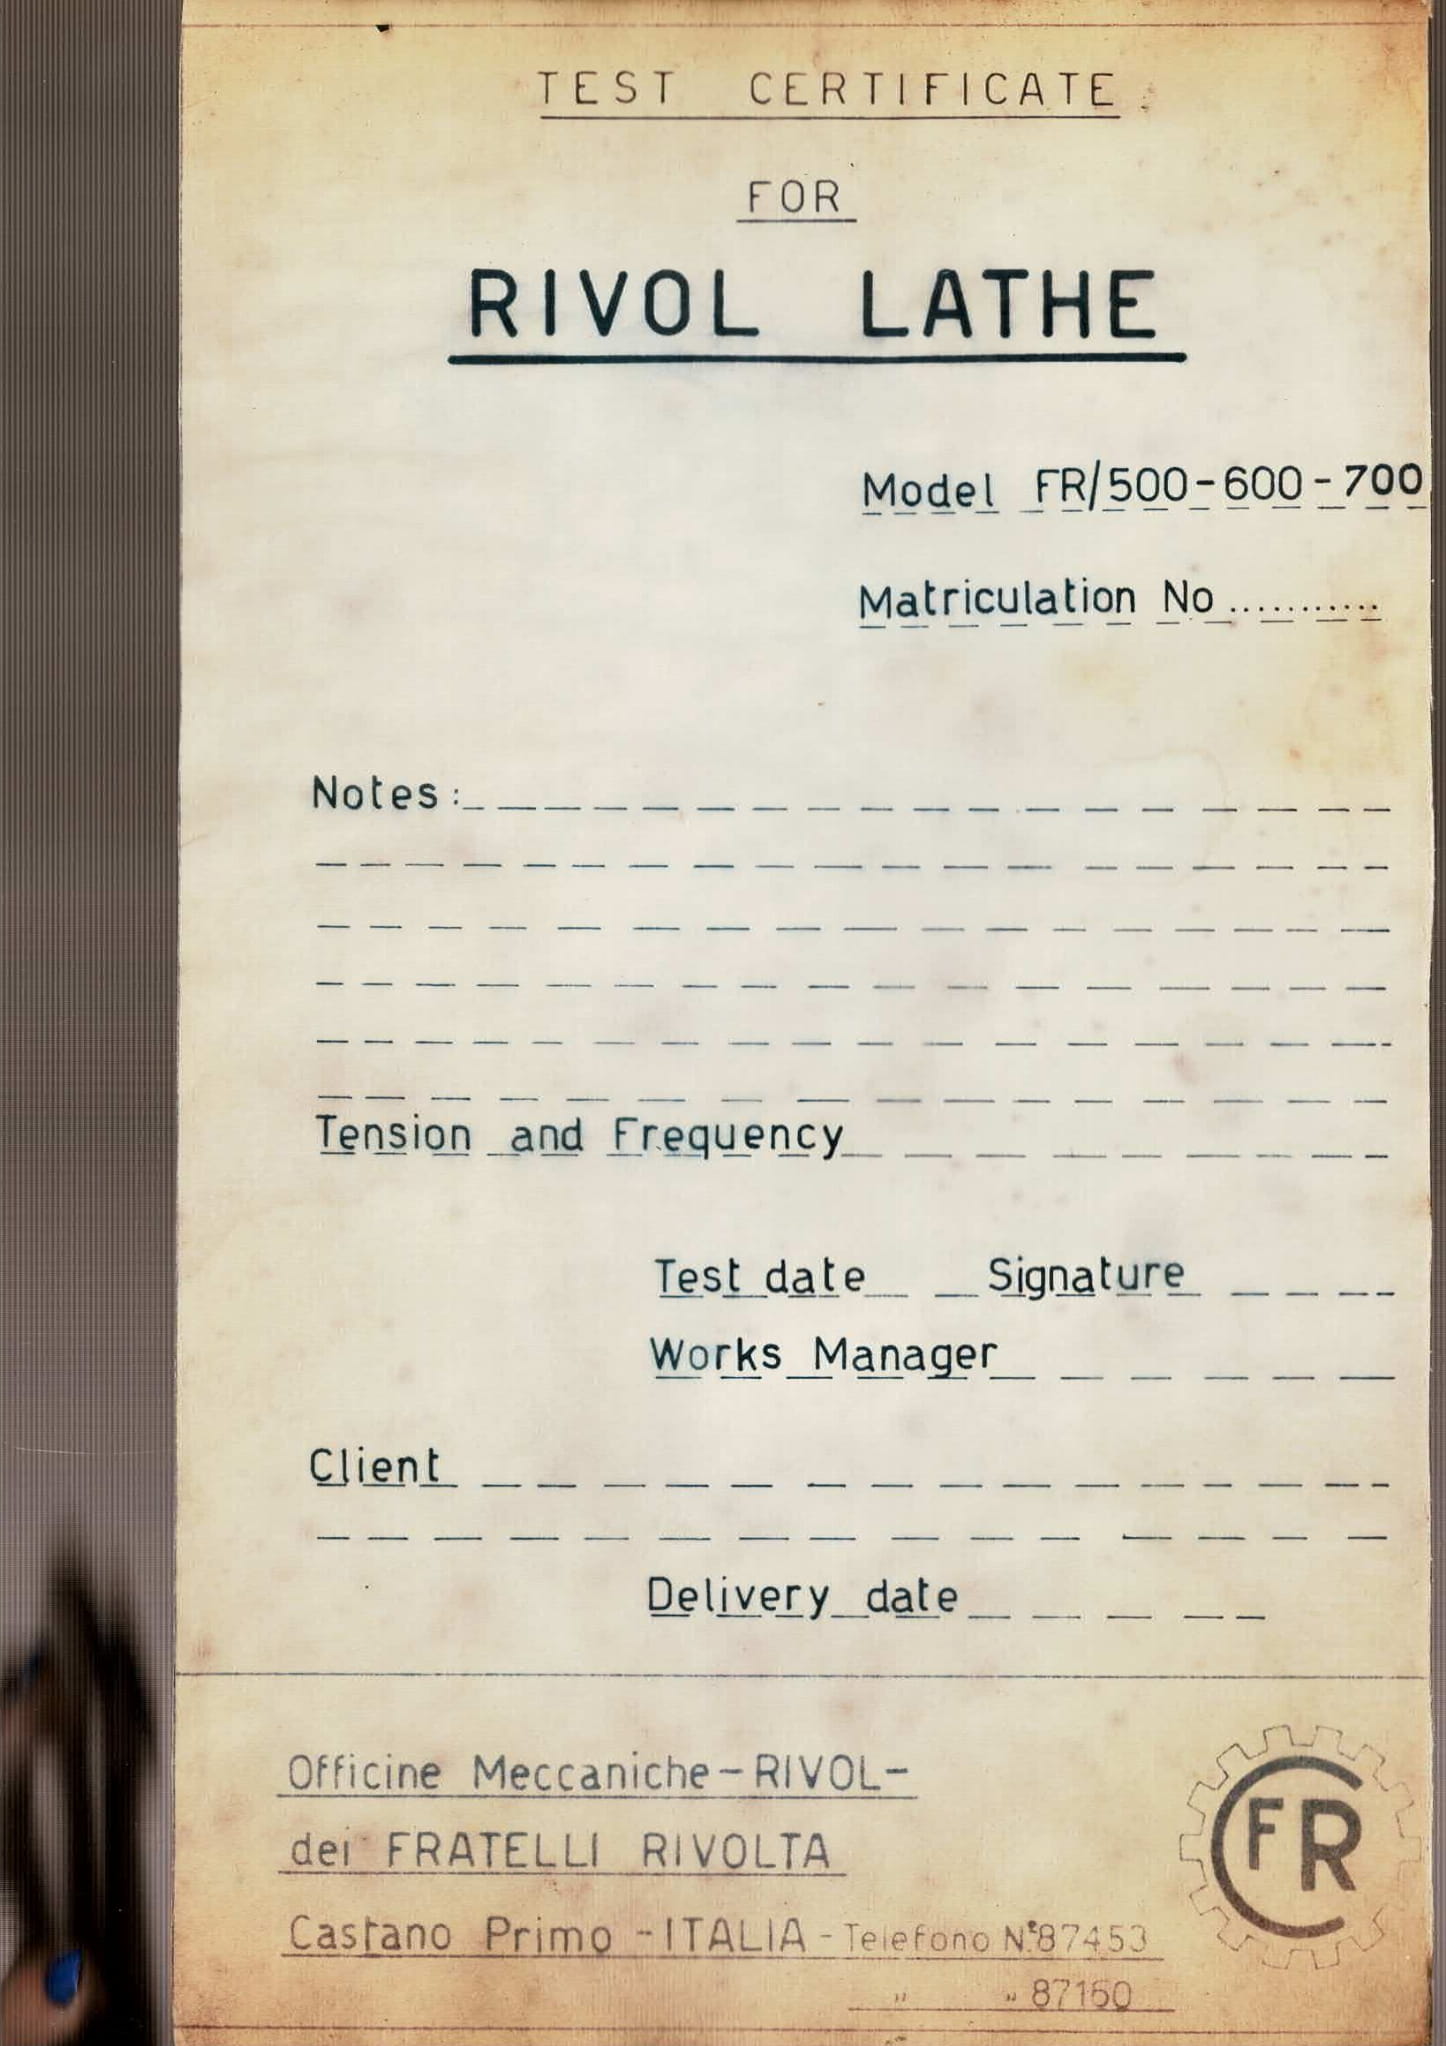 TEST CERTIFICATE
FOR
RIVOL LATHE
Model FR/500-600-700
Matriculation No ...........
Notes:
Tension and Frequency
Test date Signature
Works Manager
Client
Delivery date
Officine Meccaniche-RIVOL-
dei FRATELLI RIVOLTA
Castano Primo -ITALIA- Telefono N.º87453
" " 87160
FR